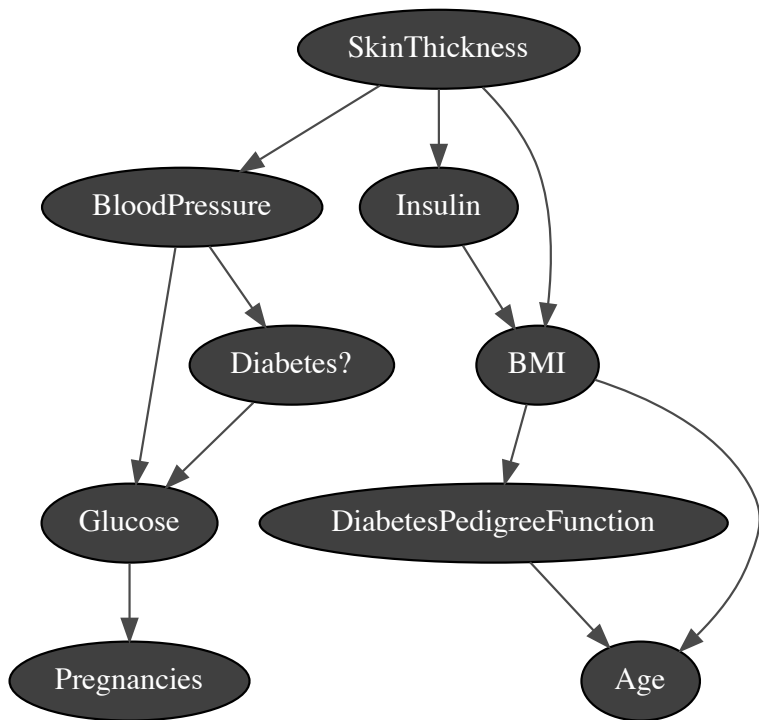 SkinThickness
BloodPressure
Insulin
Diabetes?
BMI
Glucose
DiabetesPedigreeFunction
Pregnancies
Age